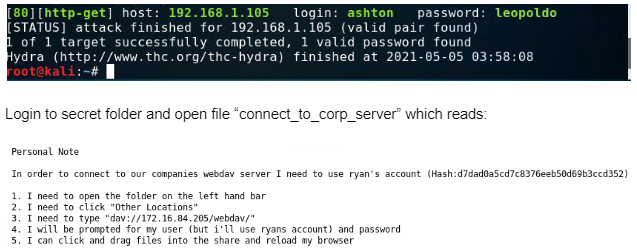 [80][http-get] host: 192.168.1.105 login: ashton password: leopoldo
[STATUS] attack finished for 192.168.1.105 (valid pair found)
1 of 1 target successfully completed, 1 valid password found
Hydra (http://www.thc.org/thc-hydra) finished at 2021-05-05 03:58:08
root@kali:~#
Login to secret folder and open file “connect_to_corp_server” which reads:
Personal Note
In order to connect to our companies webdav server I need to use ryan's account (Hash:d7dad0a5cd7c8376eeb50d69b3ccd352)
1. I need to open the folder on the left hand bar
2. I need to click "Other Locations"
3. I need to type "dav://172.16.84.205/webdav/"
4. I will be prompted for my user (but i'll use ryans account) and password
5. I can click and drag files into the share and reload my browser